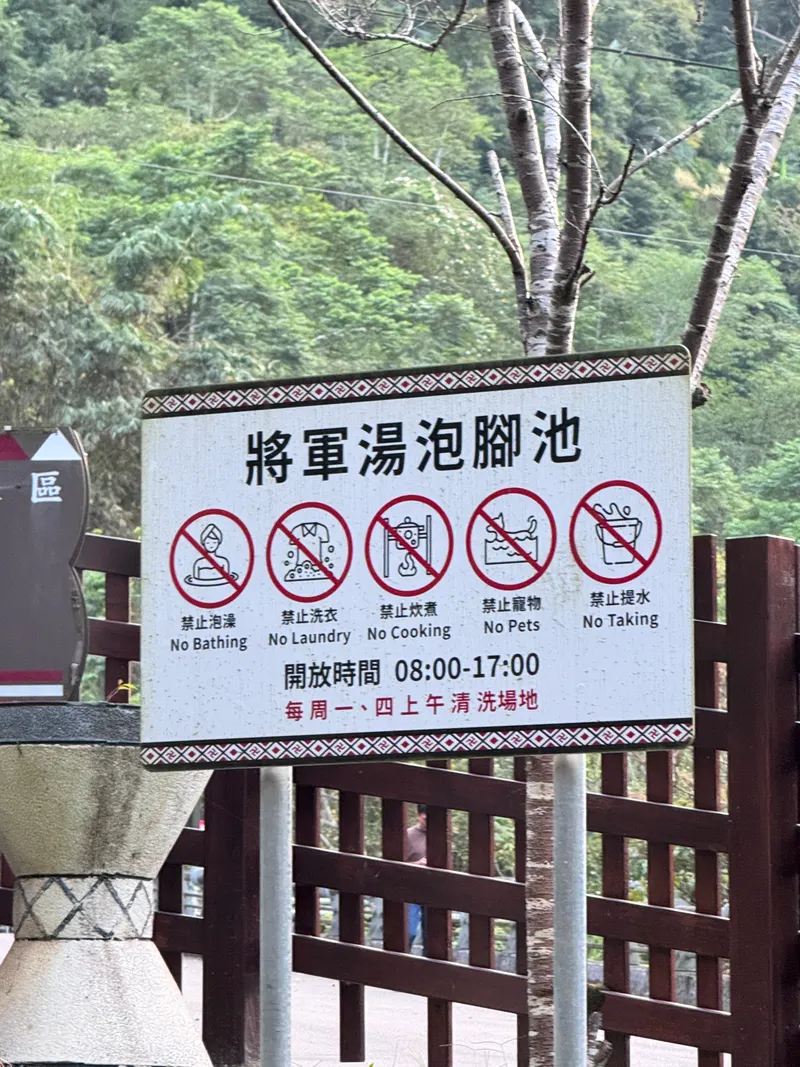 區
將軍湯泡腳池
禁止泡澡 禁止洗衣 禁止炊煮 禁止寵物 禁止提水
No Bathing No Laundry No Cooking No Pets No Taking
開放時間 08:00-17:00
每周一、四上午清洗場地